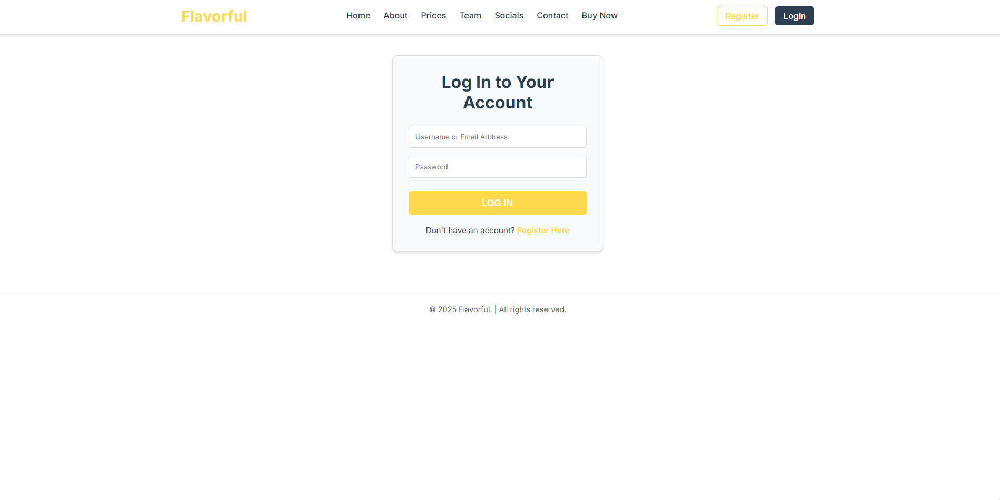 Flavorful
Home About Prices Team Socials Contact Buy Now
Register Login
Log In to Your
Account
Username or Email Address
Password
LOG IN
Don't have an account? Register Here
© 2025 Flavorful. | All rights reserved.